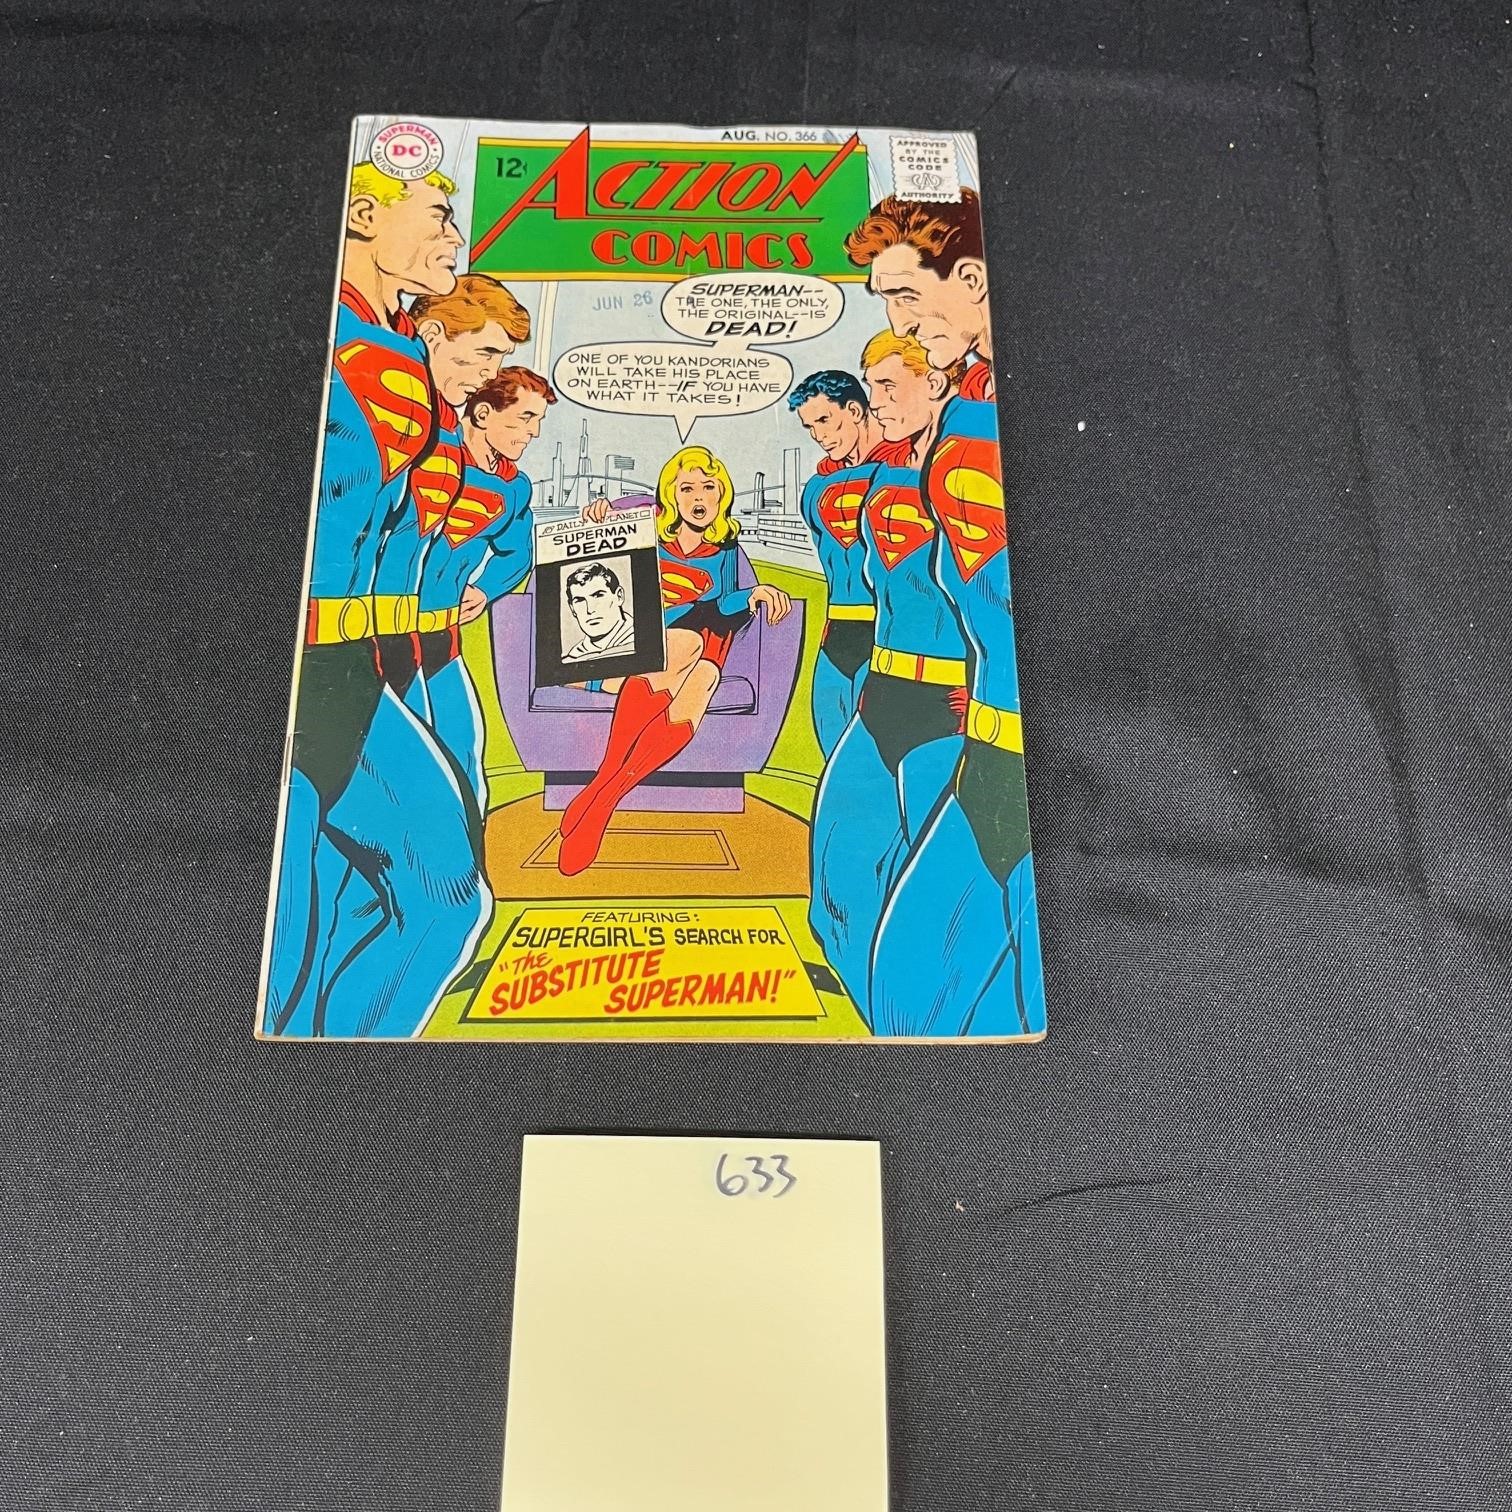 SUPERMAN
DC
NATIONAL COMICS
AUG. NO. 366
12¢
ACTION
COMICS
APPROVED
BY THE
COMICS
CODE
CA
AUTHORITY
JUN 26
SUPERMAN--
THE ONE, THE ONLY,
THE ORIGINAL--IS
DEAD!
ONE OF YOU KANDORIANS
WILL TAKE HIS PLACE
ON EARTH--IF YOU HAVE
WHAT IT TAKES!
DAILY PLANET
SUPERMAN
DEAD
FEATURING:
SUPERGIRL'S SEARCH FOR
"the
SUBSTITUTE
SUPERMAN!"
633